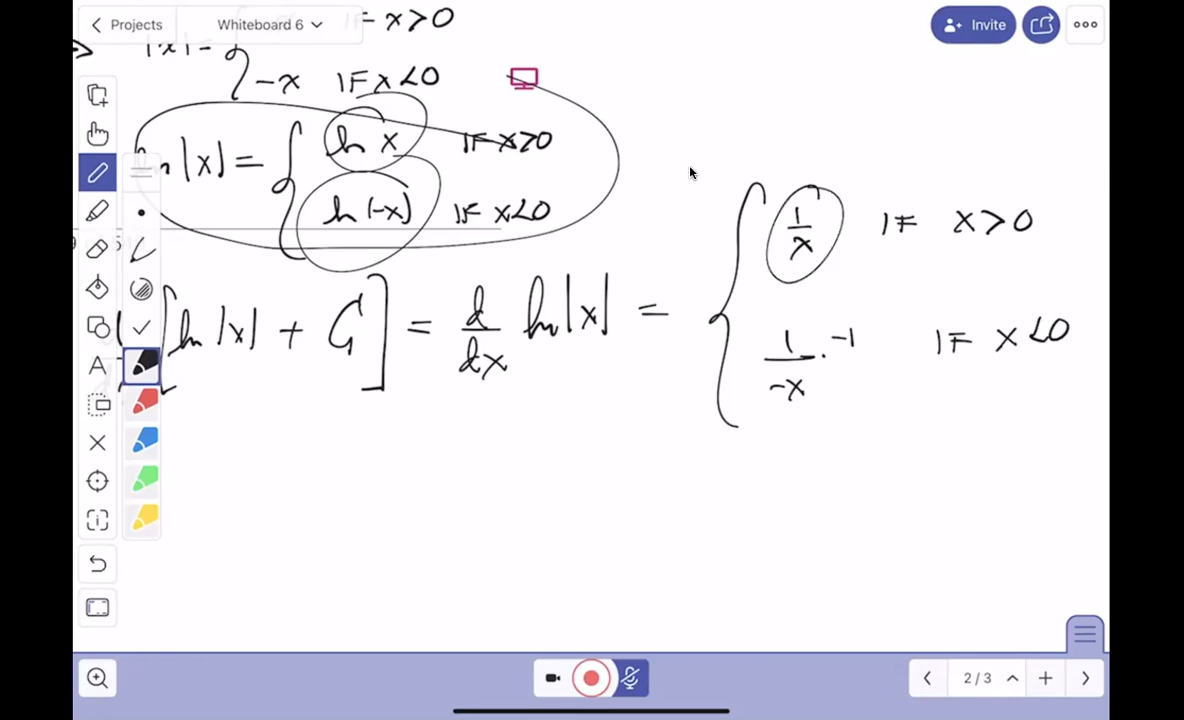 Projects
Whiteboard 6
Invite
IF x>0
|x| =
-x IF x<0
ln |x| = ln x IF x>0
ln (-x) IF x<0
[ln |x| + C] = d/dx ln |x| =
1/x IF x>0
1/-x · -1 IF x<0
A
2 / 3